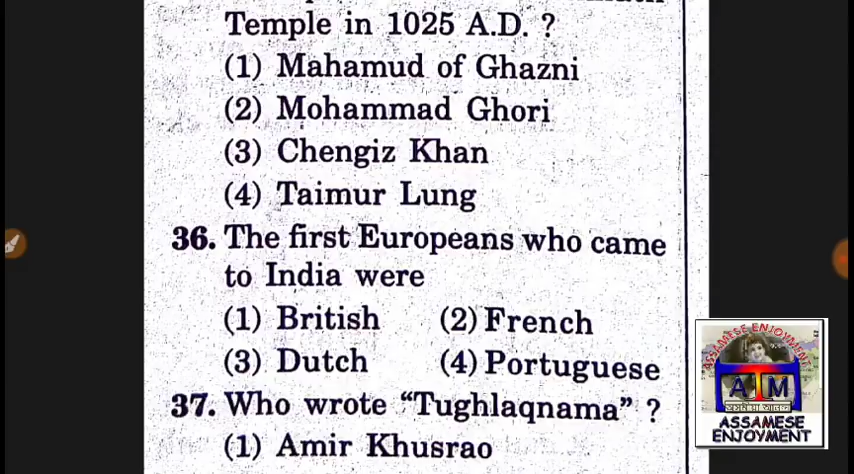 Temple in 1025 A.D. ?
(1) Mahamud of Ghazni
(2) Mohammad Ghori
(3) Chengiz Khan
(4) Taimur Lung
36. The first Europeans who came
to India were
(1) British (2) French
(3) Dutch (4) Portuguese
37. Who wrote “Tughlaqnama” ?
(1) Amir Khusrao
ASSAMESE ENJOYMENT
ATM
ASSAMESE
ENJOYMENT